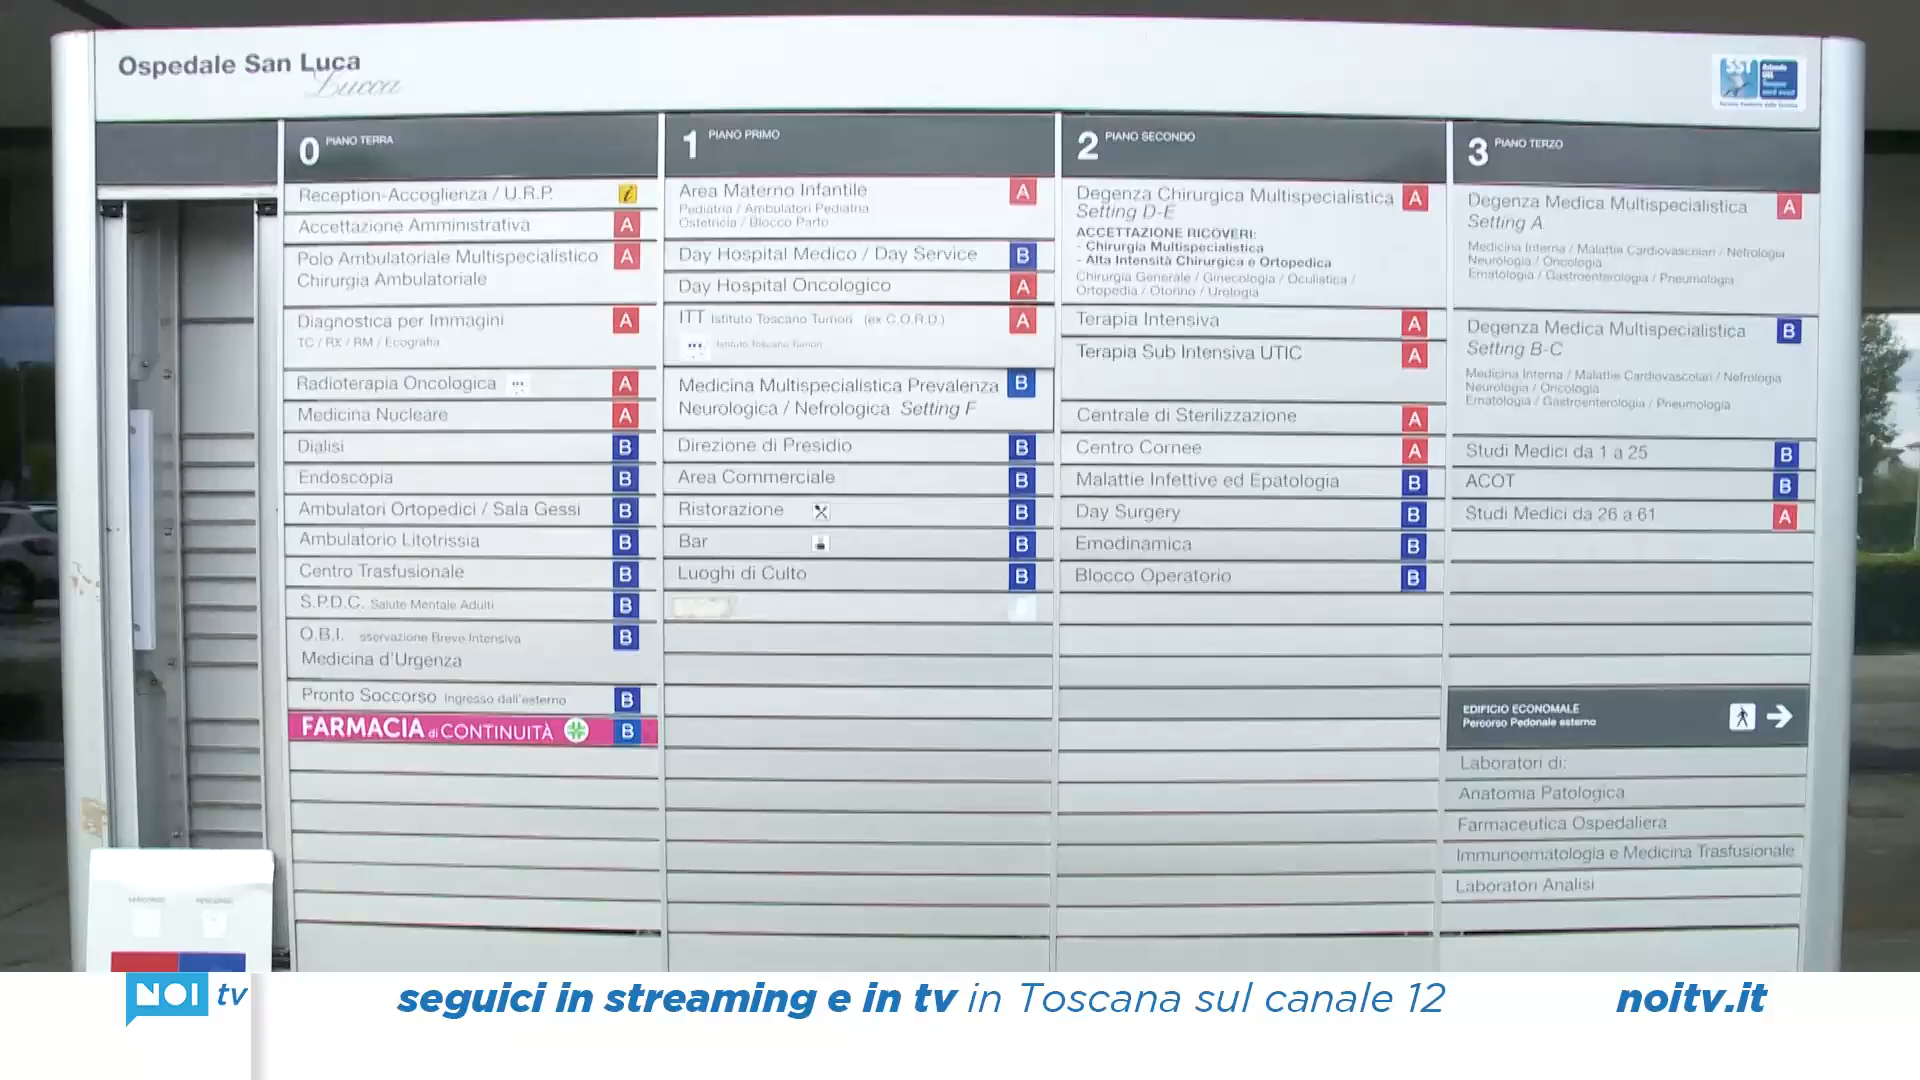 Ospedale San Luca
Lucca
0 PIANO TERRA
Reception-Accoglienza / U.R.P. i
Accettazione Amministrativa A
Polo Ambulatoriale Multispecialistico A
Chirurgia Ambulatoriale
Diagnostica per Immagini A
TC / RX / RM / Ecografia
Radioterapia Oncologica A
Medicina Nucleare A
Dialisi B
Endoscopia B
Ambulatori Ortopedici / Sala Gessi B
Ambulatorio Litotrissia B
Centro Trasfusionale B
S.P.D.C. Salute Mentale Adulti B
O.B.I. sservazione Breve Intensiva B
Medicina d'Urgenza
Pronto Soccorso Ingresso dall'esterno B
FARMACIA di CONTINUITÀ B
1 PIANO PRIMO
Area Materno Infantile A
Pediatria / Ambulatori Pediatria
Ostetricia / Blocco Parto
Day Hospital Medico / Day Service B
Day Hospital Oncologico A
ITT Istituto Toscano Tumori (ex C.O.R.D.) A
Istituto Toscano Tumori
Medicina Multispecialistica Prevalenza B
Neurologica / Nefrologica Setting F
Direzione di Presidio B
Area Commerciale B
Ristorazione B
Bar B
Luoghi di Culto B
2 PIANO SECONDO
Degenza Chirurgica Multispecialistica A
Setting D-E
ACCETTAZIONE RICOVERI:
- Chirurgia Multispecialistica
- Alta Intensità Chirurgica e Ortopedica
Chirurgia Generale / Ginecologia / Oculistica /
Ortopedia / Otorino / Urologia
Terapia Intensiva A
Terapia Sub Intensiva UTIC A
Centrale di Sterilizzazione A
Centro Cornee A
Malattie Infettive ed Epatologia B
Day Surgery B
Emodinamica B
Blocco Operatorio B
3 PIANO TERZO
Degenza Medica Multispecialistica A
Setting A
Medicina Interna / Malattie Cardiovascolari / Nefrologia
Neurologia / Oncologia
Ematologia / Gastroenterologia / Pneumologia
Degenza Medica Multispecialistica B
Setting B-C
Medicina Interna / Malattie Cardiovascolari / Nefrologia
Neurologia / Oncologia
Ematologia / Gastroenterologia / Pneumologia
Studi Medici da 1 a 25 B
ACOT B
Studi Medici da 26 a 61 A
EDIFICIO ECONOMALE
Percorso Pedonale esterno
Laboratori di:
Anatomia Patologica
Farmaceutica Ospedaliera
Immunoematologia e Medicina Trasfusionale
Laboratori Analisi
SST
Azienda
USL
Toscana
nord ovest
NOI tv
seguici in streaming e in tv in Toscana sul canale 12
noitv.it